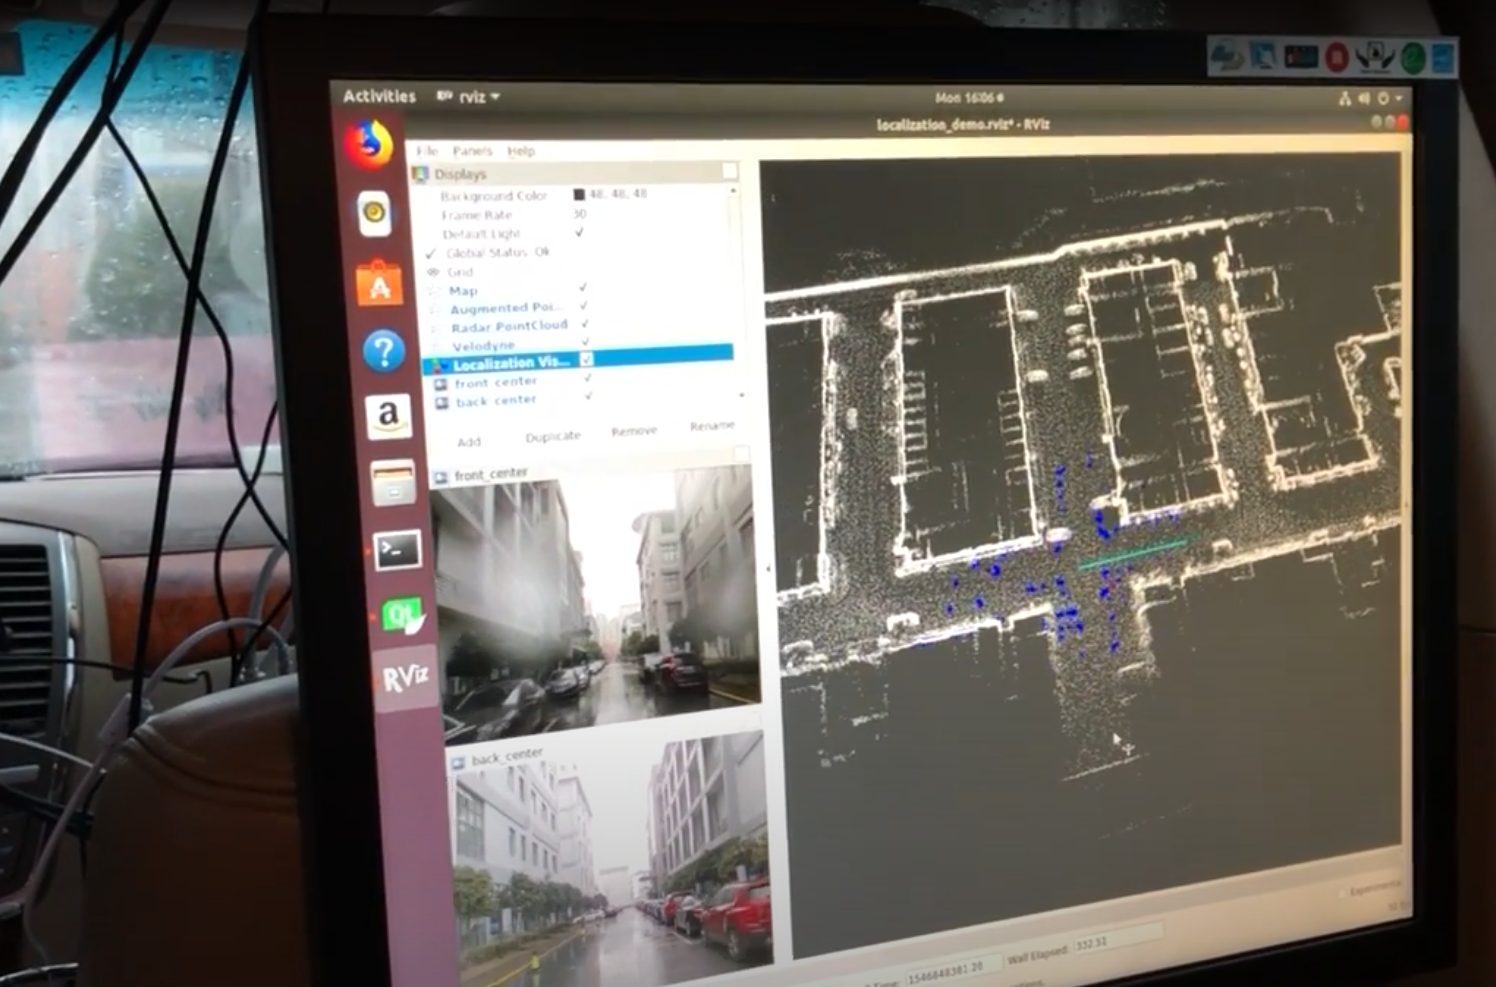 Activities
rviz
Mon 16:06
localization_demo.rviz* - RViz
File Panels Help
Displays
Background Color 48, 48, 48
Frame Rate 30
Default Light
Global Status: Ok
Grid
Map
Augmented Poi...
Radar PointCloud
Velodyne
Localization Vis...
front_center
back_center
Add Duplicate Remove Rename
front_center
a
>_
Qt
RViz
back_center
Time: 1546848381.20 Wall Elapsed: 332.51
Experimental